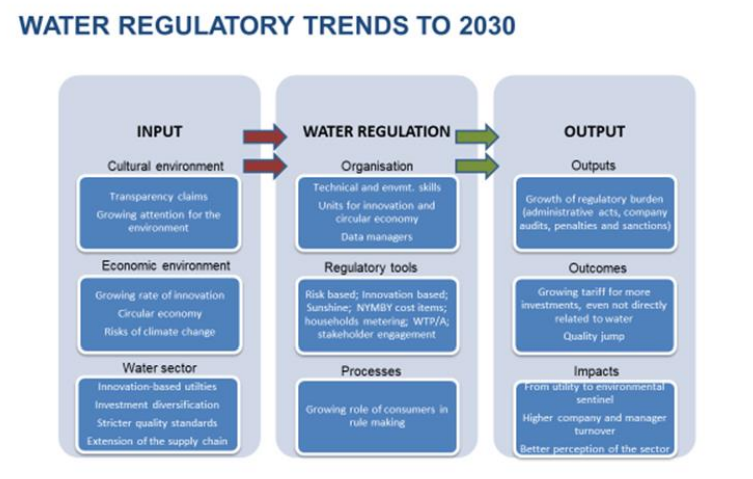 WATER REGULATORY TRENDS TO 2030
INPUT
Cultural environment
Transparency claims
Growing attention for the
environment
Economic environment
Growing rate of innovation
Circular economy
Risks of climate change
Water sector
Innovation-based utlties
Investment diversification
Stricter quality standards
Extension of the supply chain
WATER REGULATION
Organisation
Technical and envmt. skills
Units for innovation and
circular economy
Data managers
Regulatory tools
Risk based; Innovation based;
Sunshine; NYMBY cost items;
households metering; WTP/A;
stakeholder engagement
Processes
Growing role of consumers in
rule making
OUTPUT
Outputs
Growth of regulatory burden
(administrative acts, company
audits, penalties and sanctions)
Outcomes
Growing tariff for more
investments, even not directly
related to water
Quality jump
Impacts
From utility to environmental
sentinel
Higher company and manager
turnover
Better perception of the sector